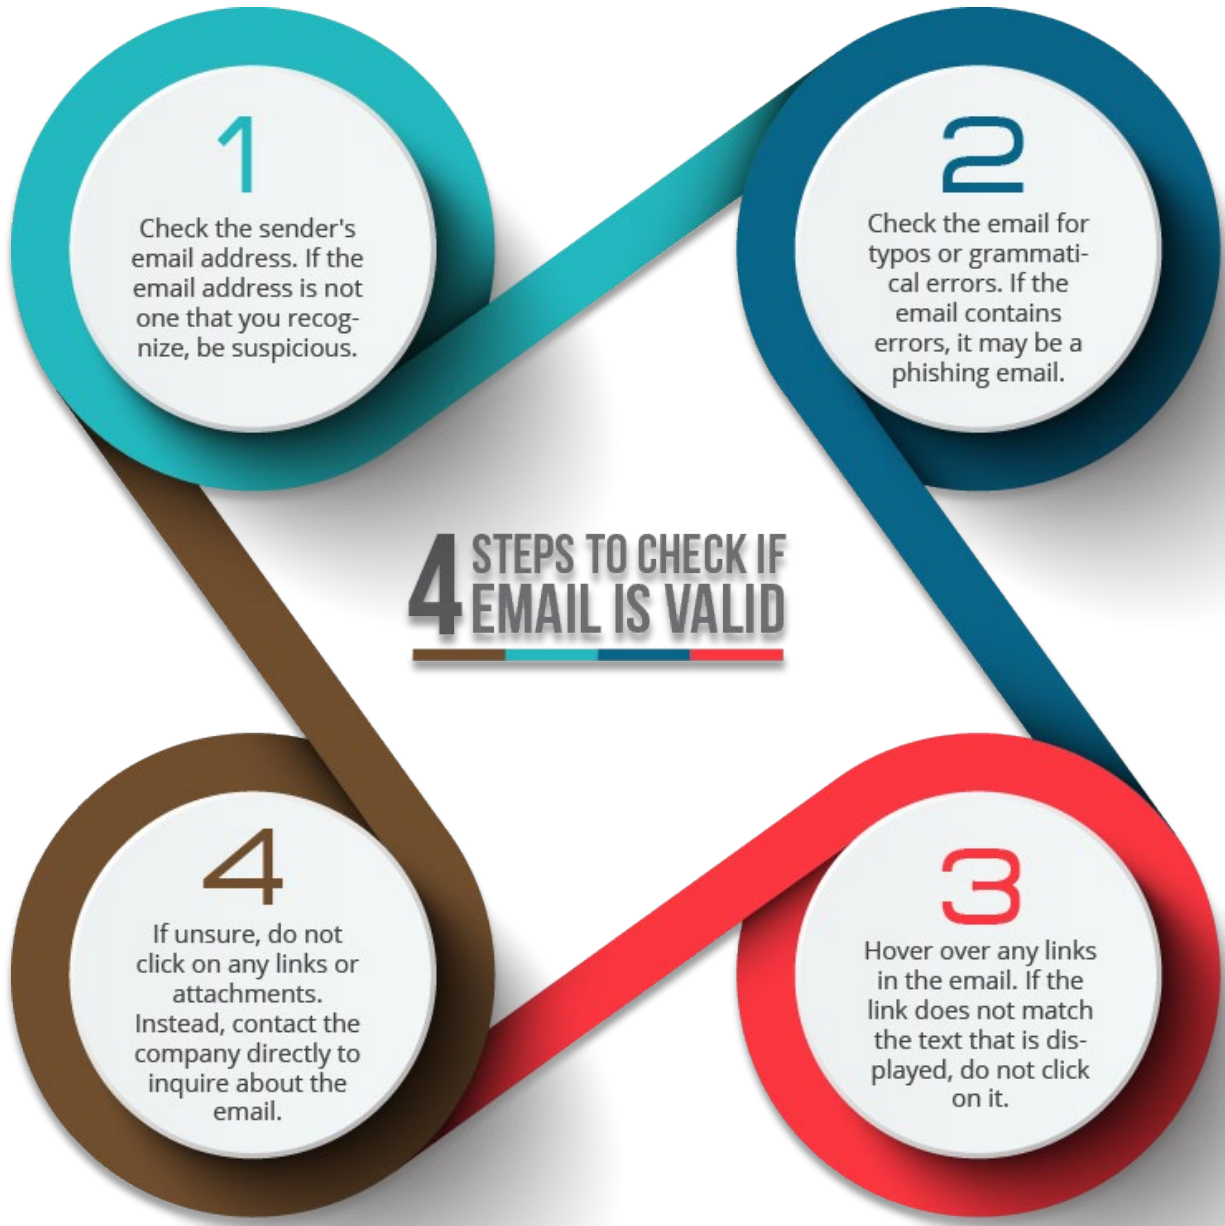 1
Check the sender's
email address. If the
email address is not
one that you recog-
nize, be suspicious.
2
Check the email for
typos or grammati-
cal errors. If the
email contains
errors, it may be a
phishing email.
4 STEPS TO CHECK IF
EMAIL IS VALID
3
Hover over any links
in the email. If the
link does not match
the text that is dis-
played, do not click
on it.
4
If unsure, do not
click on any links or
attachments.
Instead, contact the
company directly to
inquire about the
email.